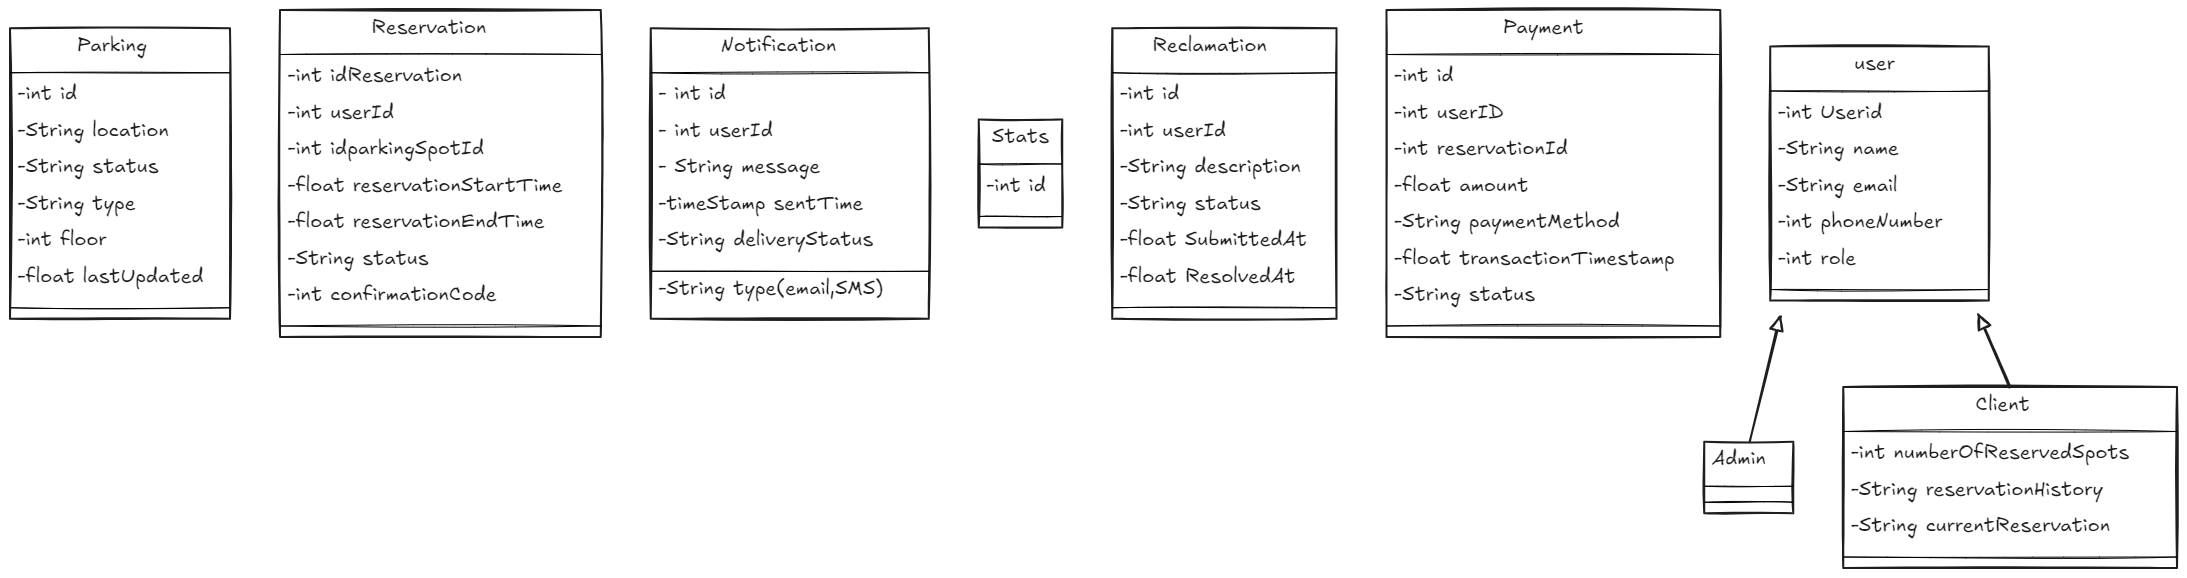 Parking
-int id
-String location
-String status
-String type
-int floor
-float lastUpdated
Reservation
-int idReservation
-int userId
-int idparkingSpotId
-float reservationStartTime
-float reservationEndTime
-String status
-int confirmationCode
Notification
- int id
- int userId
- String message
-timeStamp sentTime
-String deliveryStatus
-String type(email,SMS)
Stats
-int id
Reclamation
-int id
-int userId
-String description
-String status
-float SubmittedAt
-float ResolvedAt
Payment
-int id
-int userID
-int reservationId
-float amount
-String paymentMethod
-float transactionTimestamp
-String status
user
-int Userid
-String name
-String email
-int phoneNumber
-int role
Admin
Client
-int numberOfReservedSpots
-String reservationHistory
-String currentReservation